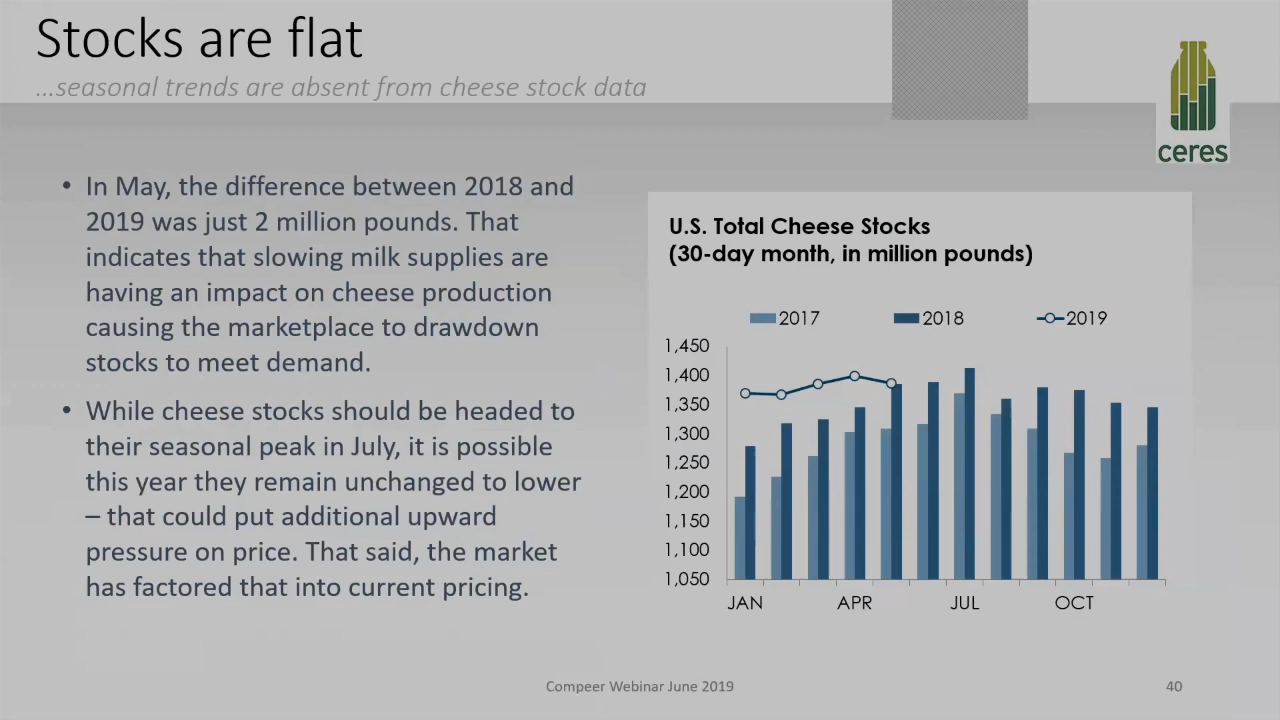 Stocks are flat
...seasonal trends are absent from cheese stock data
ceres
• In May, the difference between 2018 and
2019 was just 2 million pounds. That
indicates that slowing milk supplies are
having an impact on cheese production
causing the marketplace to drawdown
stocks to meet demand.
• While cheese stocks should be headed to
their seasonal peak in July, it is possible
this year they remain unchanged to lower
– that could put additional upward
pressure on price. That said, the market
has factored that into current pricing.
U.S. Total Cheese Stocks
(30-day month, in million pounds)
2017 2018 2019
1,450
1,400
1,350
1,300
1,250
1,200
1,150
1,100
1,050
JAN APR JUL OCT
Compeer Webinar June 2019 40